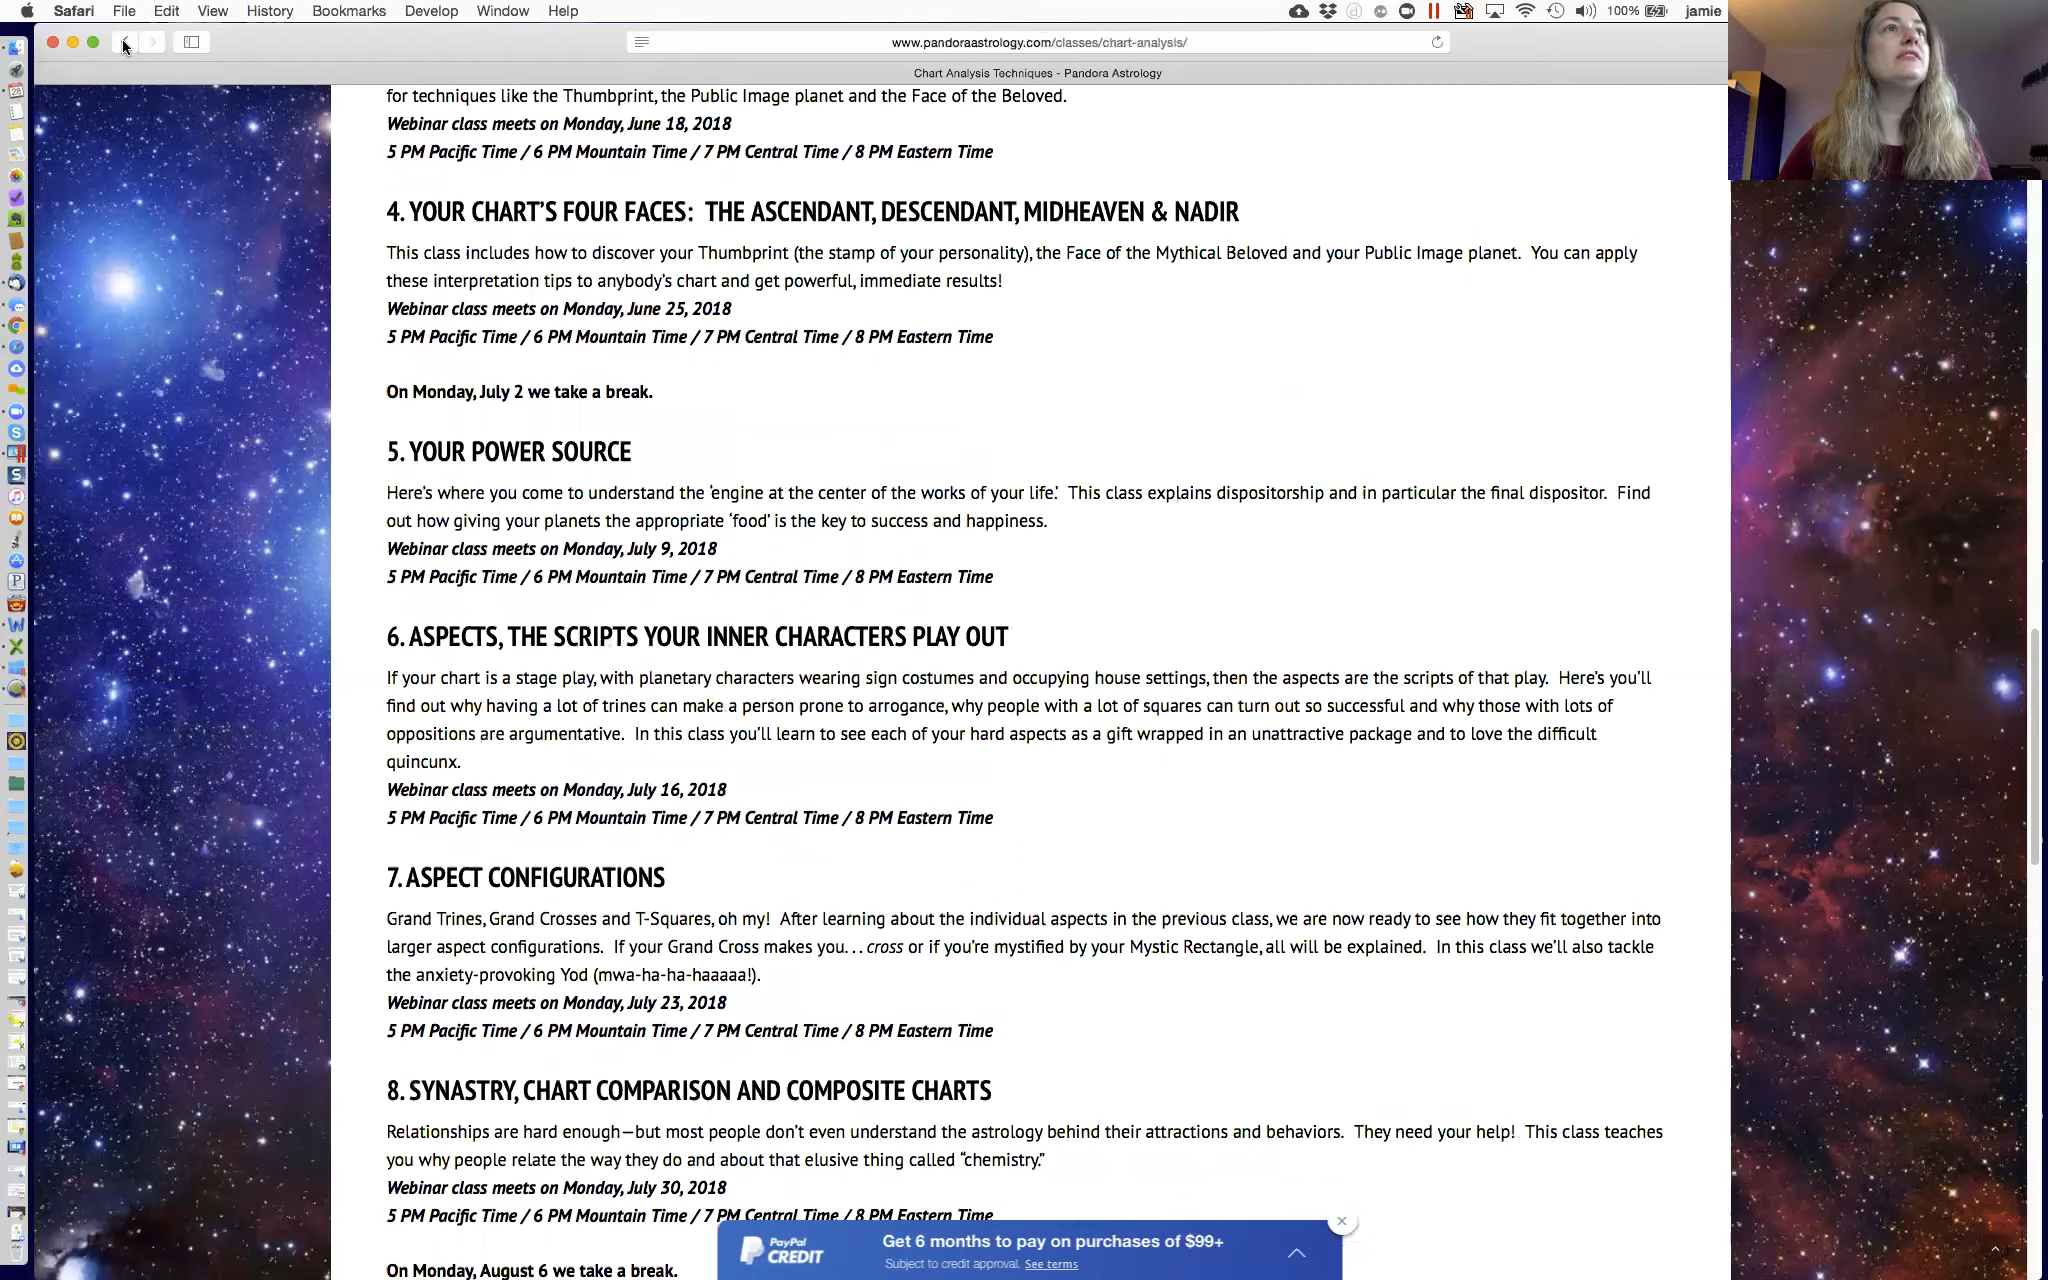 Safari File Edit View History Bookmarks Develop Window Help 100% jamie
www.pandoraastrology.com/classes/chart-analysis/
Chart Analysis Techniques - Pandora Astrology
for techniques like the Thumbprint, the Public Image planet and the Face of the Beloved.
Webinar class meets on Monday, June 18, 2018
5 PM Pacific Time / 6 PM Mountain Time / 7 PM Central Time / 8 PM Eastern Time
4. YOUR CHART’S FOUR FACES:  THE ASCENDANT, DESCENDANT, MIDHEAVEN & NADIR
This class includes how to discover your Thumbprint (the stamp of your personality), the Face of the Mythical Beloved and your Public Image planet.  You can apply
these interpretation tips to anybody’s chart and get powerful, immediate results!
Webinar class meets on Monday, June 25, 2018
5 PM Pacific Time / 6 PM Mountain Time / 7 PM Central Time / 8 PM Eastern Time
On Monday, July 2 we take a break.
5. YOUR POWER SOURCE
Here’s where you come to understand the ‘engine at the center of the works of your life.’  This class explains dispositorship and in particular the final dispositor.  Find
out how giving your planets the appropriate ‘food’ is the key to success and happiness.
Webinar class meets on Monday, July 9, 2018
5 PM Pacific Time / 6 PM Mountain Time / 7 PM Central Time / 8 PM Eastern Time
6. ASPECTS, THE SCRIPTS YOUR INNER CHARACTERS PLAY OUT
If your chart is a stage play, with planetary characters wearing sign costumes and occupying house settings, then the aspects are the scripts of that play.  Here’s you’ll
find out why having a lot of trines can make a person prone to arrogance, why people with a lot of squares can turn out so successful and why those with lots of
oppositions are argumentative.  In this class you’ll learn to see each of your hard aspects as a gift wrapped in an unattractive package and to love the difficult
quincunx.
Webinar class meets on Monday, July 16, 2018
5 PM Pacific Time / 6 PM Mountain Time / 7 PM Central Time / 8 PM Eastern Time
7. ASPECT CONFIGURATIONS
Grand Trines, Grand Crosses and T-Squares, oh my!  After learning about the individual aspects in the previous class, we are now ready to see how they fit together into
larger aspect configurations.  If your Grand Cross makes you. . . cross or if you’re mystified by your Mystic Rectangle, all will be explained.  In this class we’ll also tackle
the anxiety-provoking Yod (mwa-ha-ha-haaaaa!).
Webinar class meets on Monday, July 23, 2018
5 PM Pacific Time / 6 PM Mountain Time / 7 PM Central Time / 8 PM Eastern Time
8. SYNASTRY, CHART COMPARISON AND COMPOSITE CHARTS
Relationships are hard enough—but most people don’t even understand the astrology behind their attractions and behaviors.  They need your help!  This class teaches
you why people relate the way they do and about that elusive thing called “chemistry.”
Webinar class meets on Monday, July 30, 2018
5 PM Pacific Time / 6 PM Mountain Time / 7 PM Central Time / 8 PM Eastern Time
On Monday, August 6 we take a break.
PayPal
CREDIT
Get 6 months to pay on purchases of $99+
Subject to credit approval. See terms